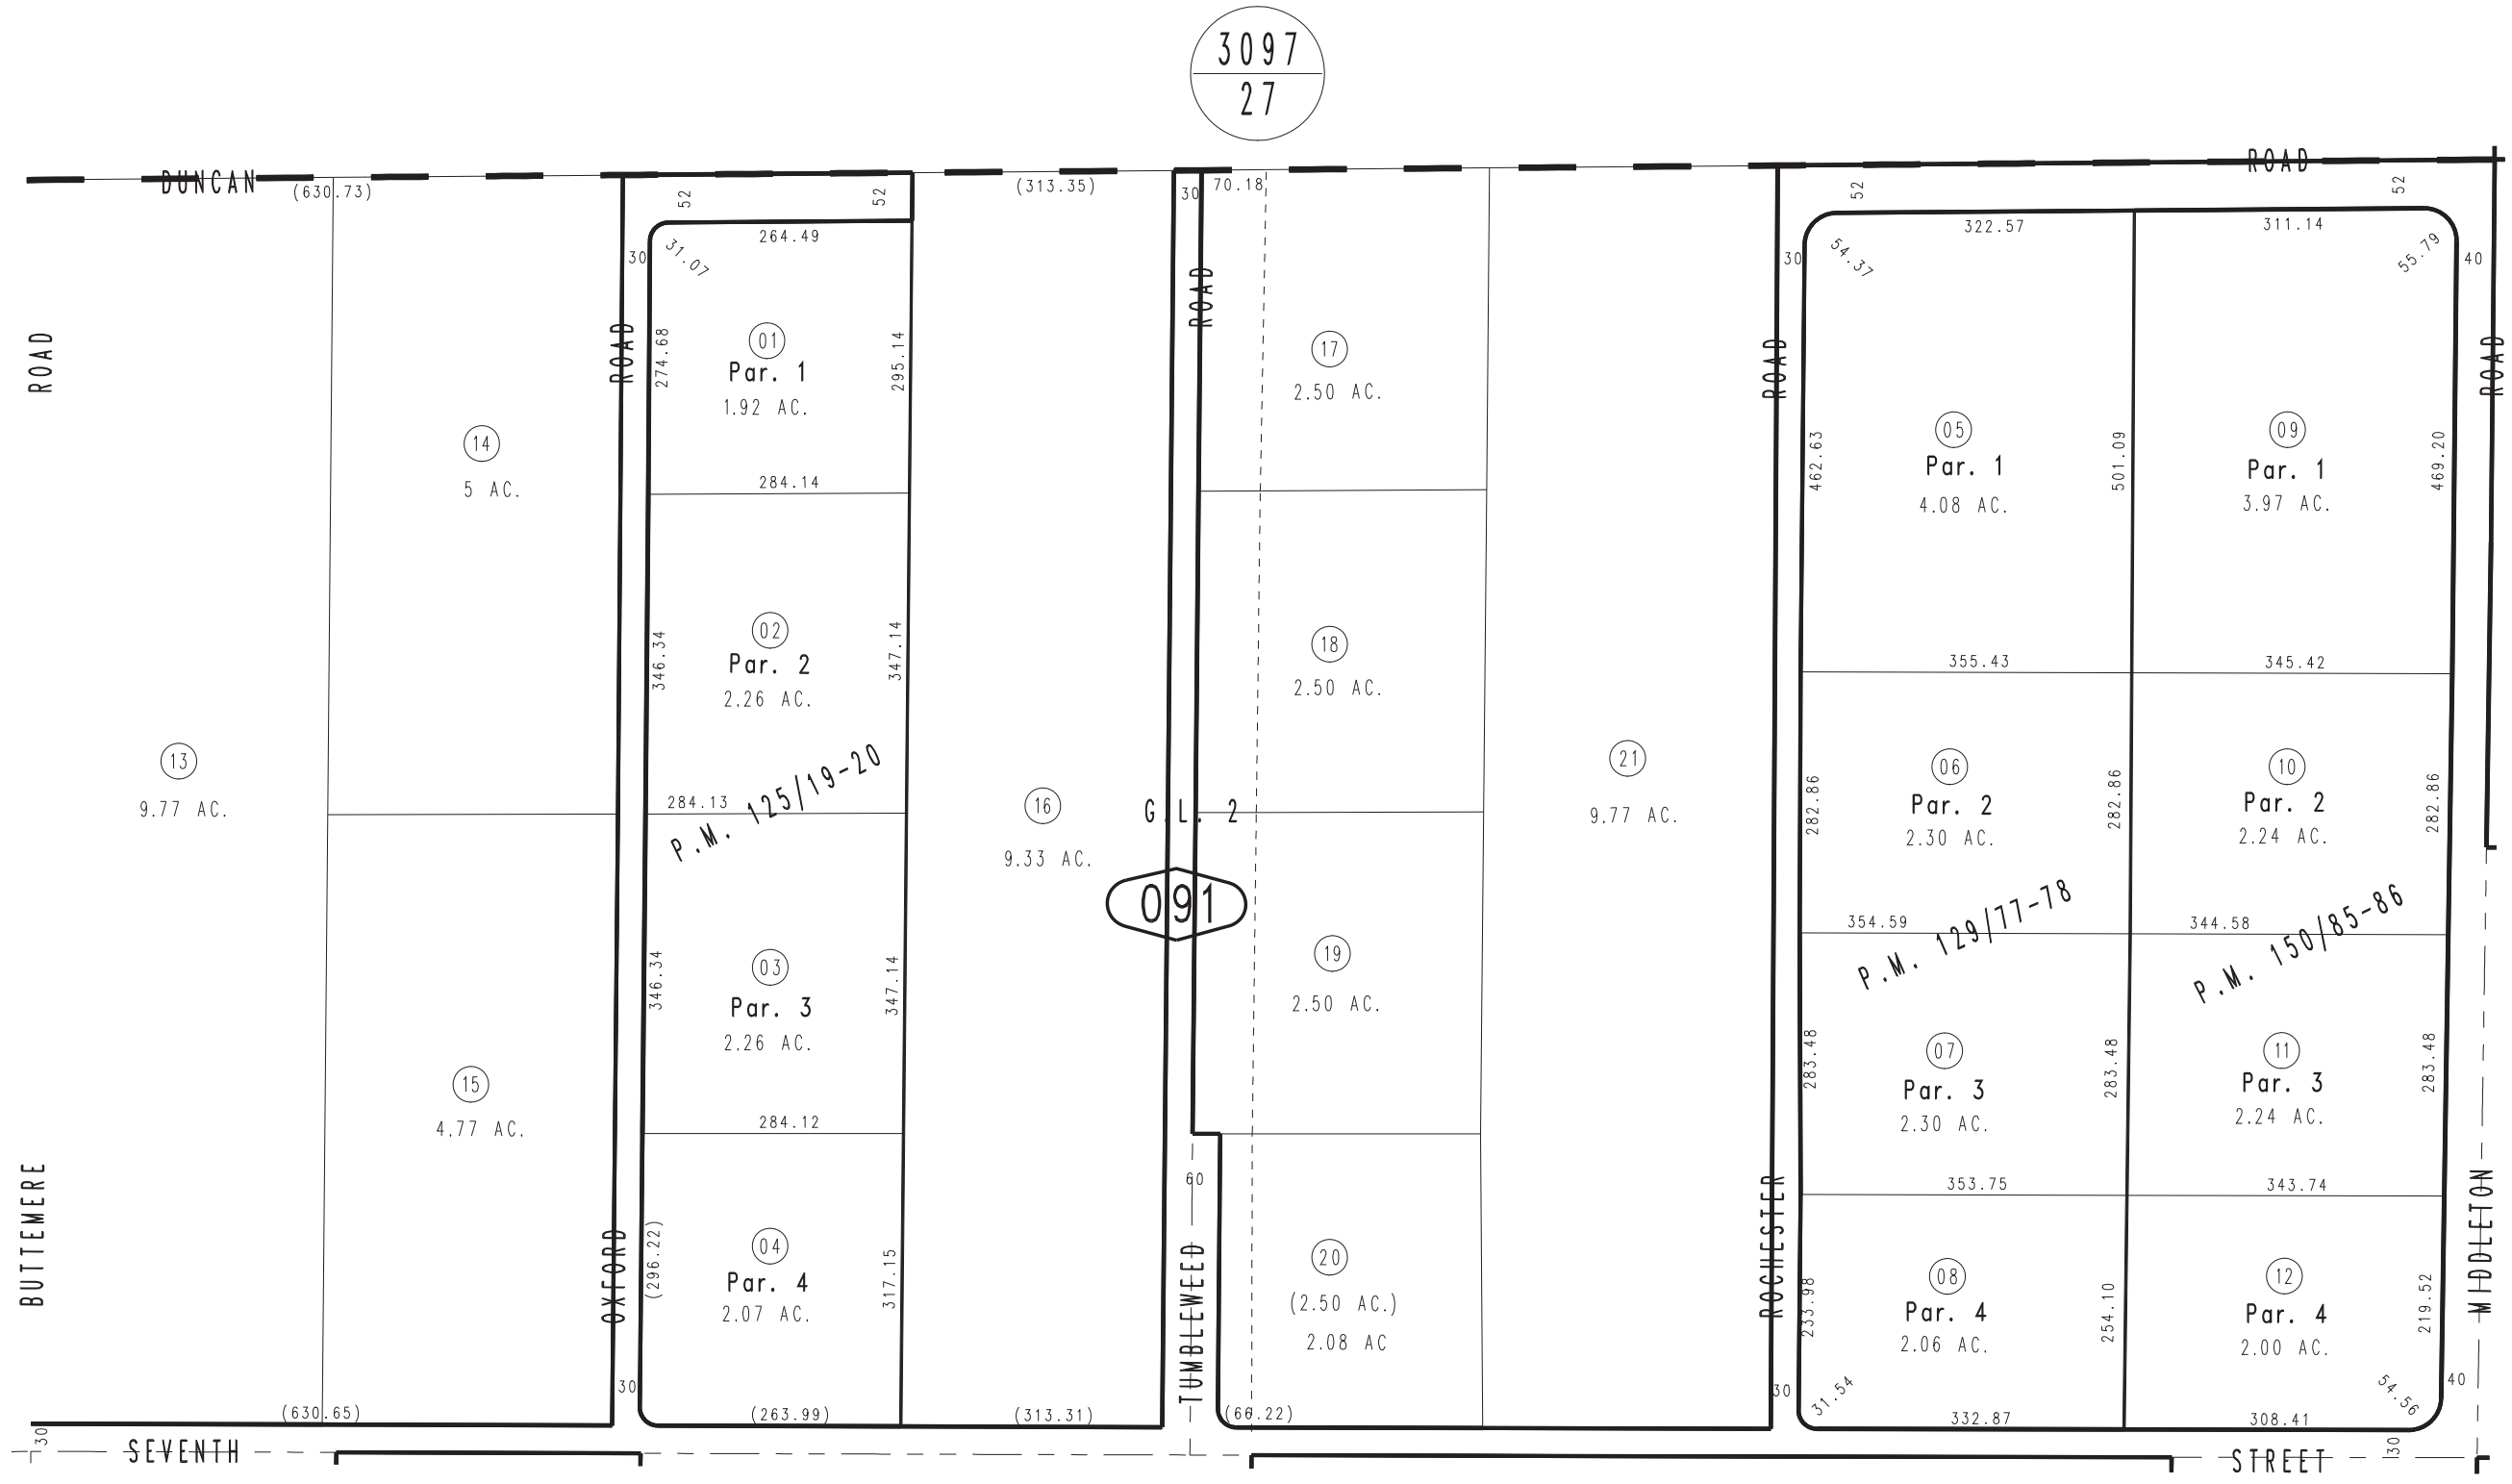 3097
27
DUNCAN
ROAD
(630.73)
52
52
(313.35)
30
70.18
52
52
264.49
322.57
311.14
30
31.07
30
54.37
55.79
40
ROAD
ROAD
ROAD
ROAD
ROAD
01
Par. 1
1.92 AC.
274.68
295.14
284.14
17
2.50 AC.
14
5 AC.
05
Par. 1
4.08 AC.
462.63
501.09
09
Par. 1
3.97 AC.
469.20
02
Par. 2
2.26 AC.
346.34
347.14
284.13
P.M. 125/19-20
18
2.50 AC.
355.43
345.42
13
9.77 AC.
16
9.33 AC.
G.L. 2
091
21
9.77 AC.
06
Par. 2
2.30 AC.
282.86
282.86
10
Par. 2
2.24 AC.
282.86
354.59
P.M. 129/77-78
344.58
P.M. 150/85-86
03
Par. 3
2.26 AC.
346.34
347.14
284.12
19
2.50 AC.
07
Par. 3
2.30 AC.
283.48
283.48
11
Par. 3
2.24 AC.
283.48
15
4.77 AC.
353.75
343.74
60
BUTTEMERE
OXFORD
TUMBLEWEED
ROCHESTER
MIDDLETON
04
Par. 4
2.07 AC.
(296.22)
317.15
20
(2.50 AC.)
2.08 AC
08
Par. 4
2.06 AC.
233.98
254.10
12
Par. 4
2.00 AC.
219.52
30
30
31.54
54.56
40
(630.65)
(263.99)
(313.31)
(66.22)
332.87
308.41
30
30
SEVENTH
STREET